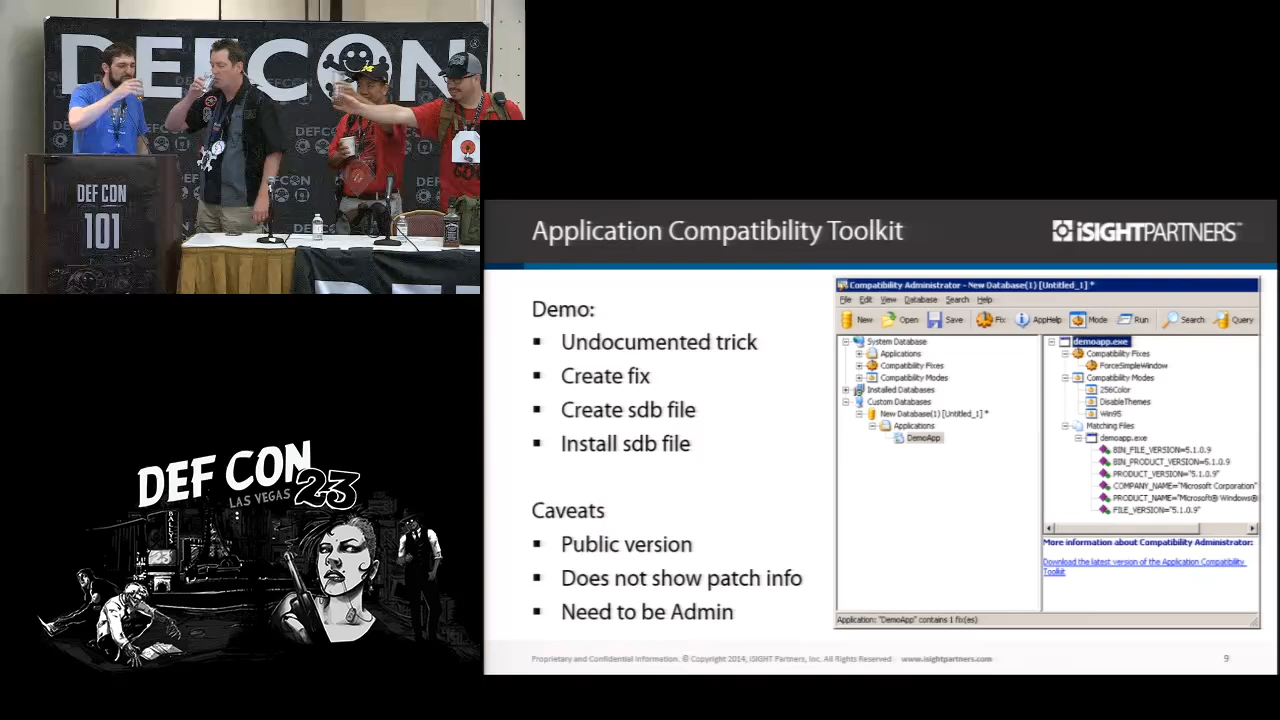 DEFCON
DEFCON
DEF CON
101
DEF CON
LAS VEGAS
23
BALLYS
Application Compatibility Toolkit
iSIGHTPARTNERS
Demo:
▪ Undocumented trick
▪ Create fix
▪ Create sdb file
▪ Install sdb file
Caveats
▪ Public version
▪ Does not show patch info
▪ Need to be Admin
Compatibility Administrator - New Database(1) [Untitled_1] *
File Edit View Database Search Help
New Open Save Fix AppHelp Mode Run Search Query
System Database
Applications
Compatibility Fixes
Compatibility Modes
Installed Databases
Custom Databases
New Database(1) [Untitled_1] *
Applications
DemoApp
demoapp.exe
Compatibility Fixes
ForceSimpleWindow
Compatibility Modes
256Color
DisableThemes
Win95
Matching Files
demoapp.exe
BIN_FILE_VERSION=5.1.0.9
BIN_PRODUCT_VERSION=5.1.0.9
PRODUCT_VERSION="5.1.0.9"
COMPANY_NAME="Microsoft Corporation"
PRODUCT_NAME="Microsoft® Windows®
FILE_VERSION="5.1.0.9"
More information about Compatibility Administrator:
Download the latest version of the Application Compatibility
Toolkit
Application: "DemoApp" contains 1 fix(es)
Proprietary and Confidential Information. © Copyright 2014, iSIGHT Partners, Inc. All Rights Reserved www.isightpartners.com
9